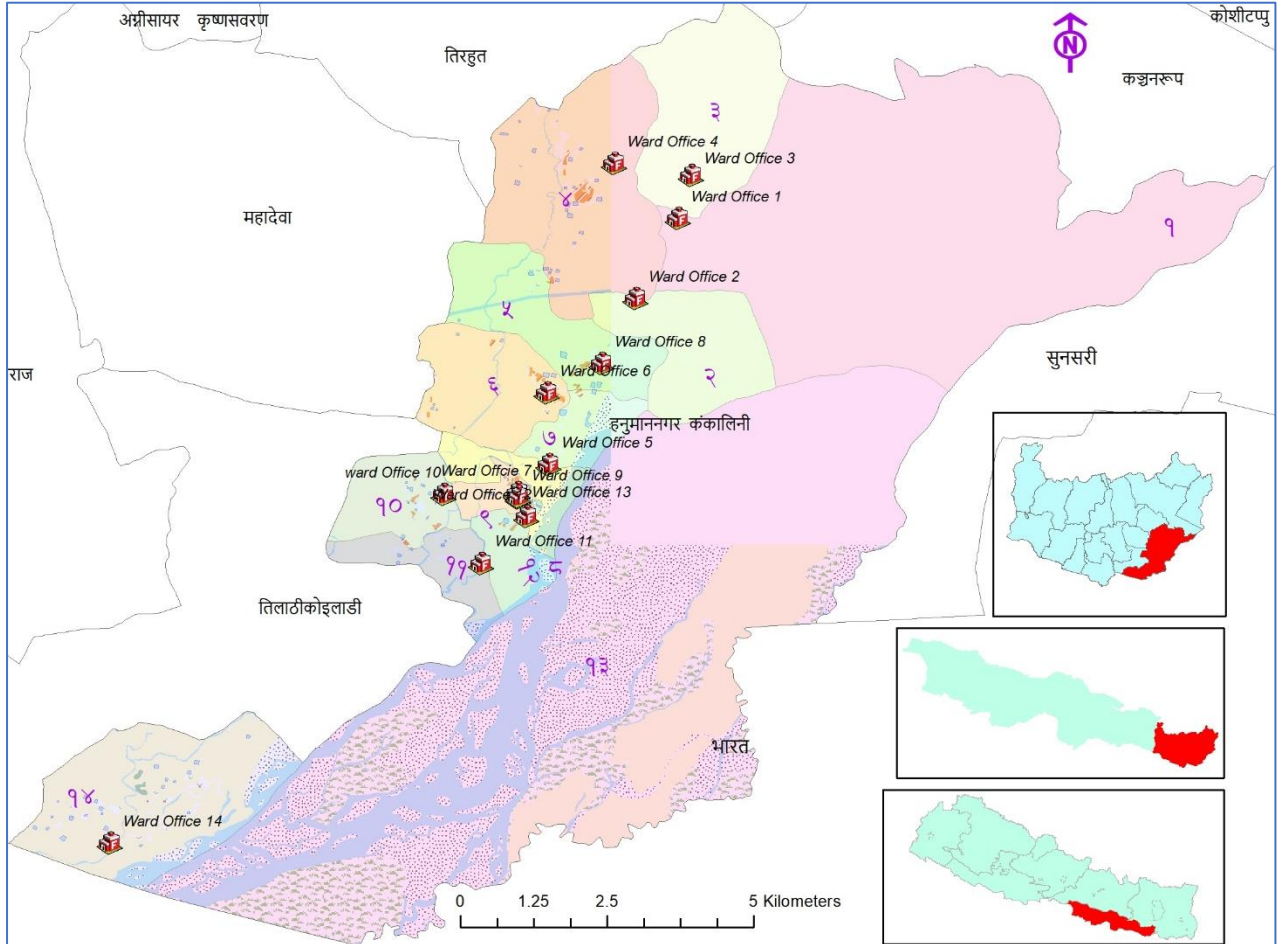 अग्नीसायर कृष्णसवरण
कोशीटप्पु
तिरहुत
कञ्चनरूप
N
३
Ward Office 4
Ward Office 3
४
Ward Office 1
महादेवा
१
Ward Office 2
५
Ward Office 8
सुनसरी
राज
Ward Office 6
६
२
हनुमाननगर कंकालिनी
७
Ward Office 5
ward Office 10
Ward Offcie 7
Ward Office 9
Ward Office
Ward Office 13
१०
९
Ward Office 11
११
तिलाठीकोइलाडी
१३
भारत
१४
Ward Office 14
0
1.25
2.5
5 Kilometers